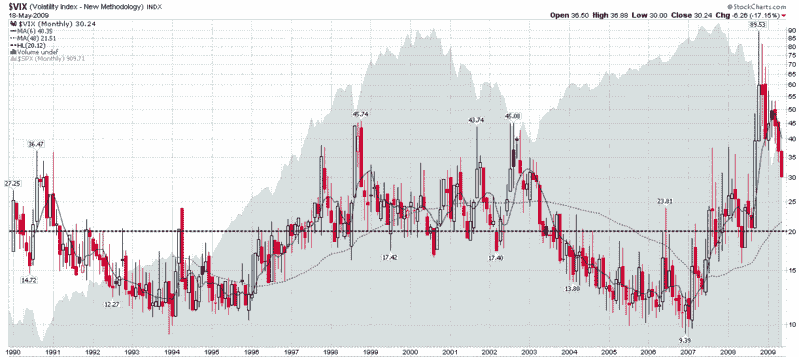 $VIX (Volatility Index - New Methodology) INDX
© StockCharts.com
18-May-2009
Open 36.50 High 36.88 Low 30.00 Close 30.24 Chg -6.26 (-17.15%)
$VIX (Monthly) 30.24
MA(6) 40.35
MA(48) 21.51
HL(20.12)
Volume undef
$SPX (Monthly) 909.71
89.53
90
80
70
60
55
50
45
40
35
30
25
20
15
10
27.25
36.47
14.72
12.27
45.74
17.42
43.74
17.40
45.08
13.80
23.81
9.39
1990 1991 1992 1993 1994 1995 1996 1997 1998 1999 2000 2001 2002 2003 2004 2005 2006 2007 2008 2009